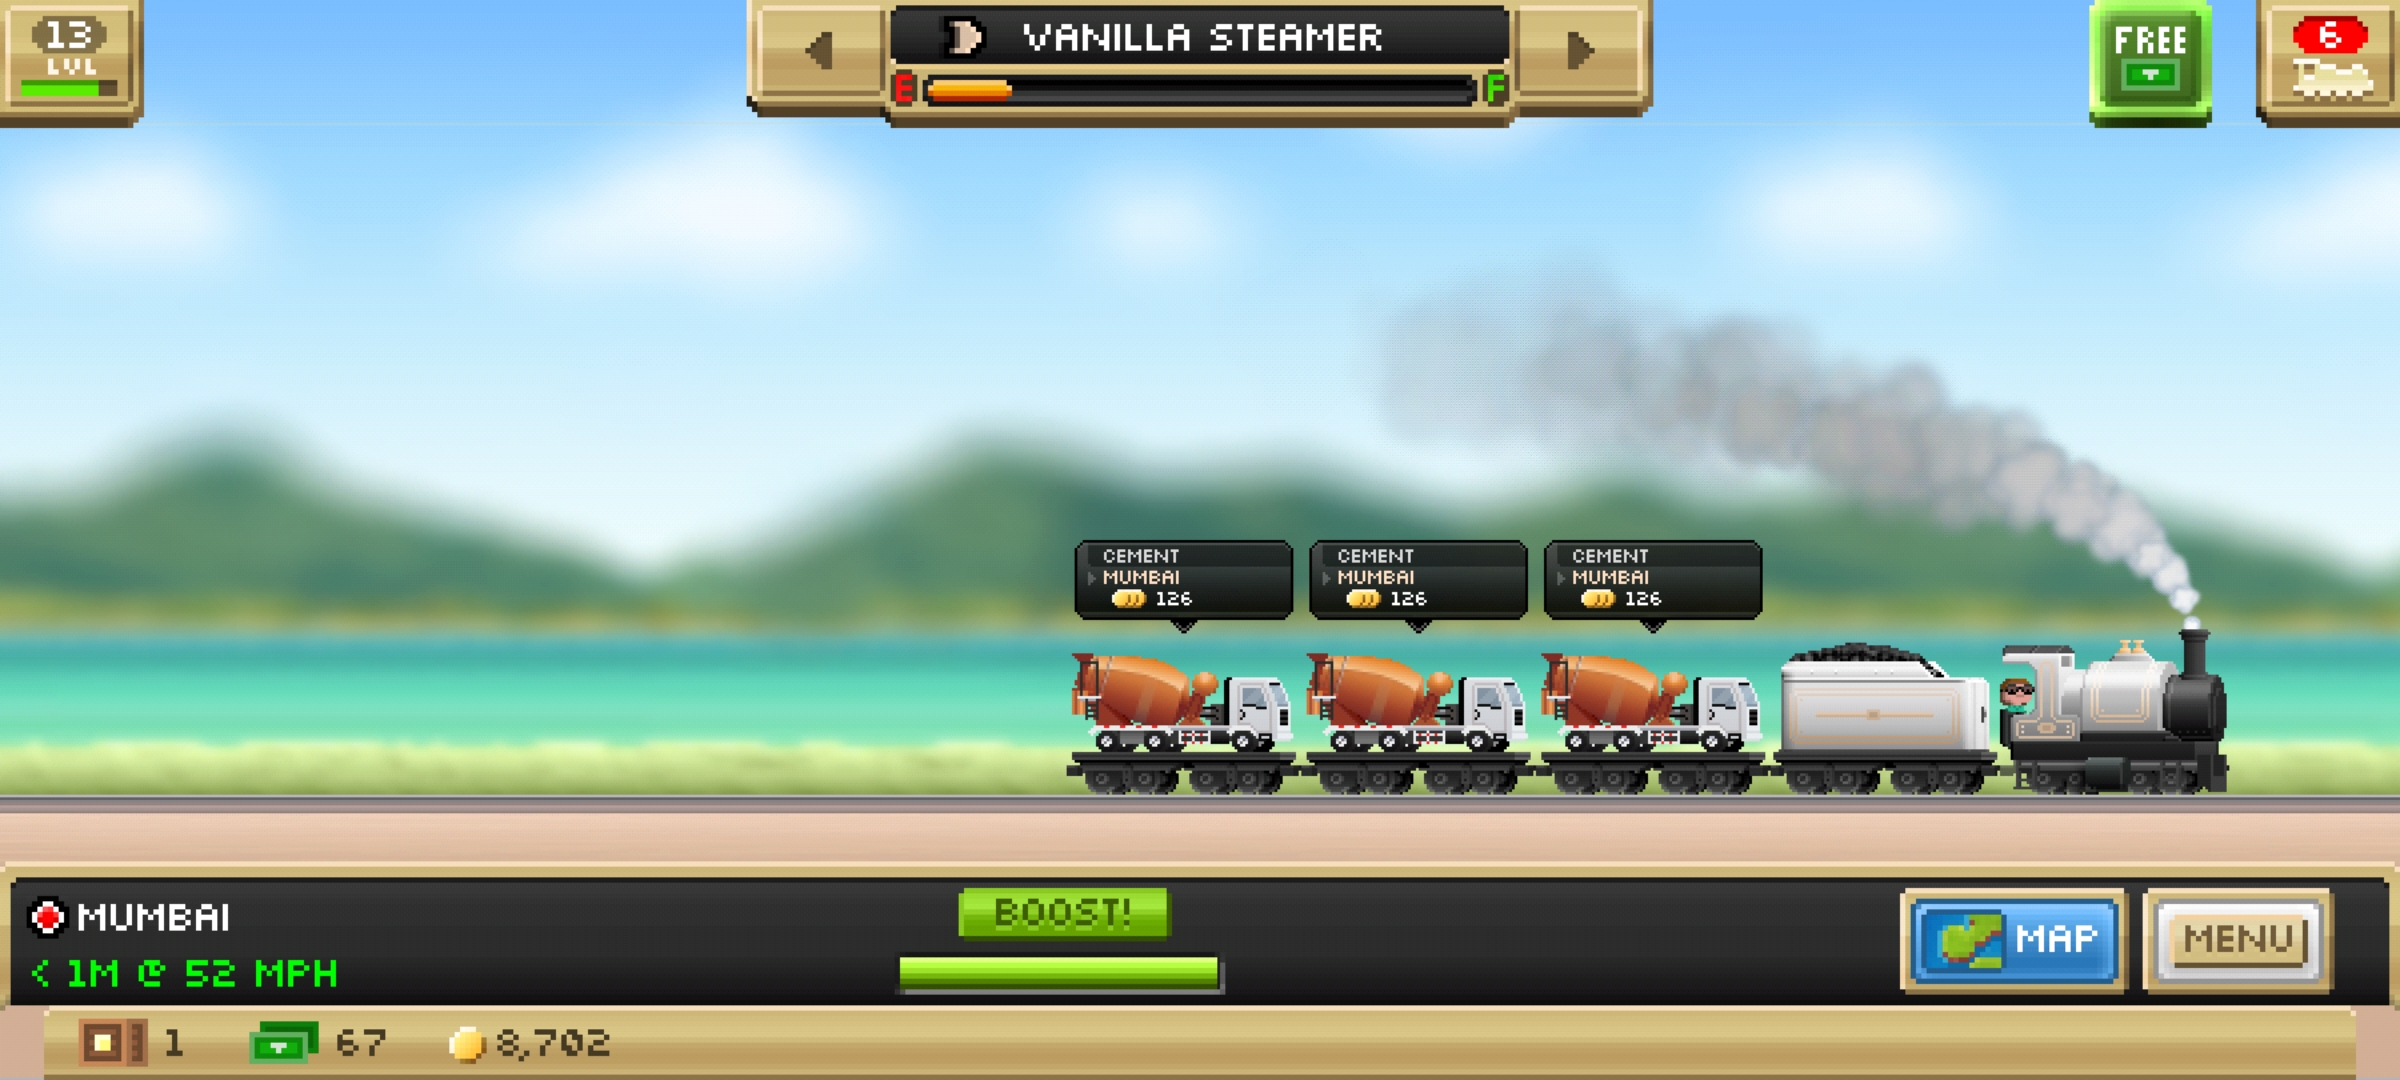 13
LVL
VANILLA STEAMER
E F
FREE
6
CEMENT
MUMBAI
126
CEMENT
MUMBAI
126
CEMENT
MUMBAI
126
MUMBAI
< 1M @ 52 MPH
BOOST!
MAP
MENU
1
67
8,702